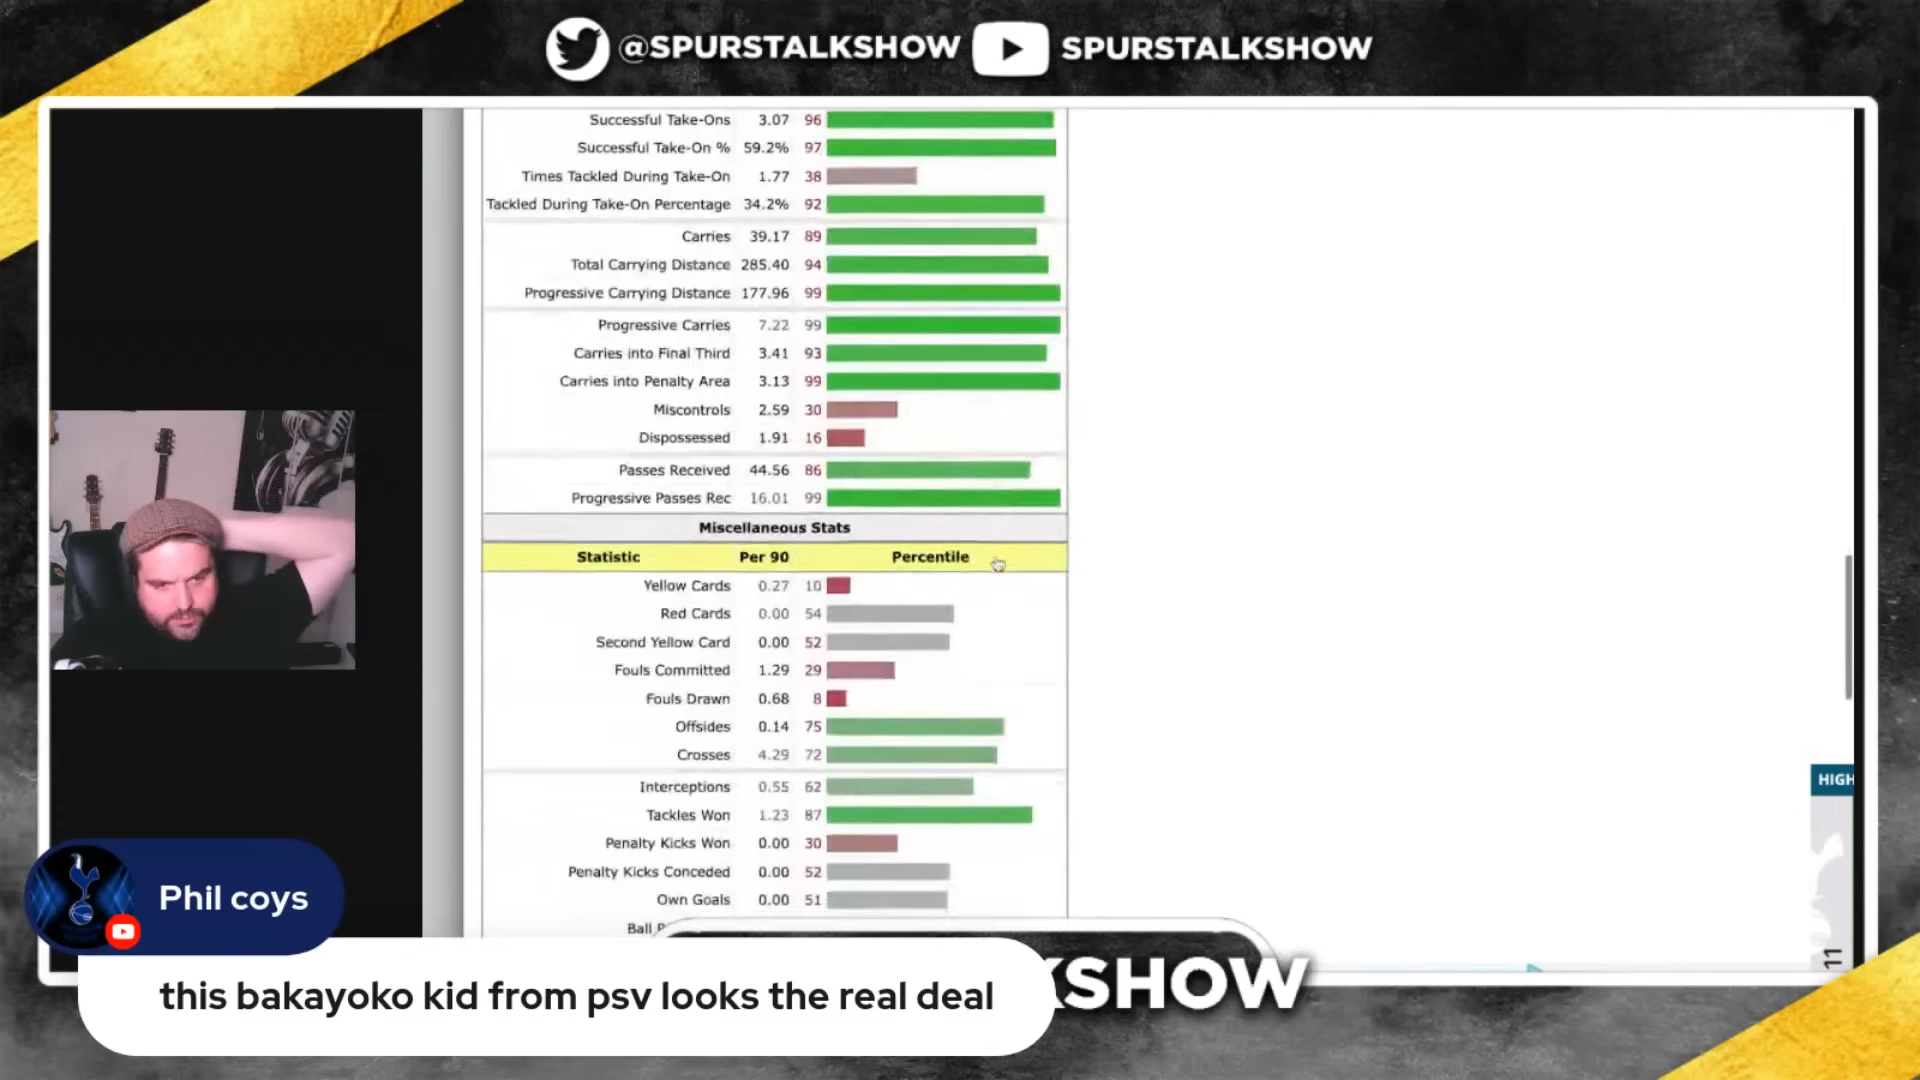 @SPURSTALKSHOW SPURSTALKSHOW
Successful Take-Ons 3.07 96
Successful Take-On % 59.2% 97
Times Tackled During Take-On 1.77 38
Tackled During Take-On Percentage 34.2% 92
Carries 39.17 89
Total Carrying Distance 285.40 94
Progressive Carrying Distance 177.96 99
Progressive Carries 7.22 99
Carries into Final Third 3.41 93
Carries into Penalty Area 3.13 99
Miscontrols 2.59 30
Dispossessed 1.91 16
Passes Received 44.56 86
Progressive Passes Rec 16.01 99
Miscellaneous Stats
Statistic Per 90 Percentile
Yellow Cards 0.27 10
Red Cards 0.00 54
Second Yellow Card 0.00 52
Fouls Committed 1.29 29
Fouls Drawn 0.68 8
Offsides 0.14 75
Crosses 4.29 72
Interceptions 0.55 62
Tackles Won 1.23 87
Penalty Kicks Won 0.00 30
Penalty Kicks Conceded 0.00 52
Own Goals 0.00 51
Ball
HIGH
11
Phil coys
this bakayoko kid from psv looks the real deal
KSHOW